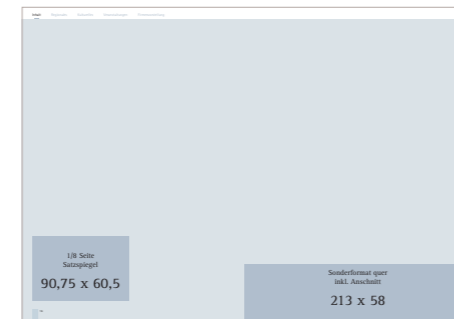 1/8 Seite
Satzspiegel
90,75 x 60,5
Sonderformat quer
inkl. Anschnitt
213 x 58